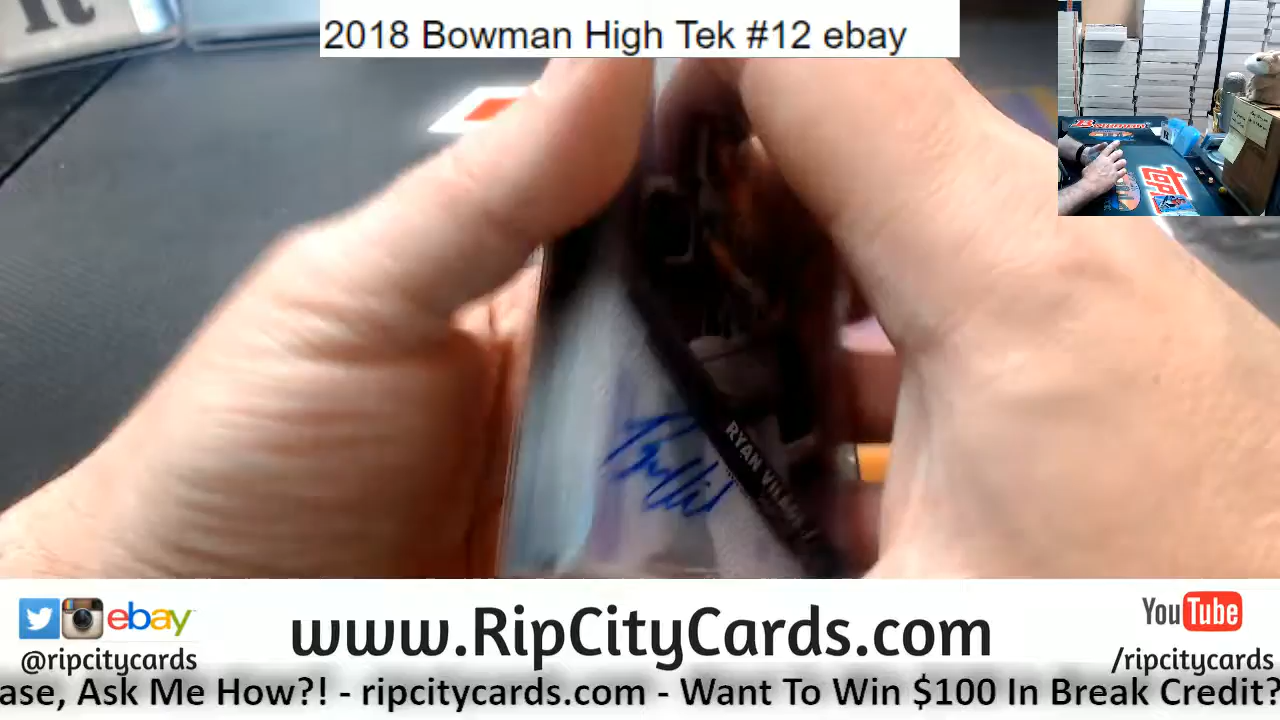 2018 Bowman High Tek #12 ebay
RYAN
ebay
@ripcitycards
www.RipCityCards.com
YouTube
/ripcitycards
ase, Ask Me How?! - ripcitycards.com - Want To Win $100 In Break Credit?